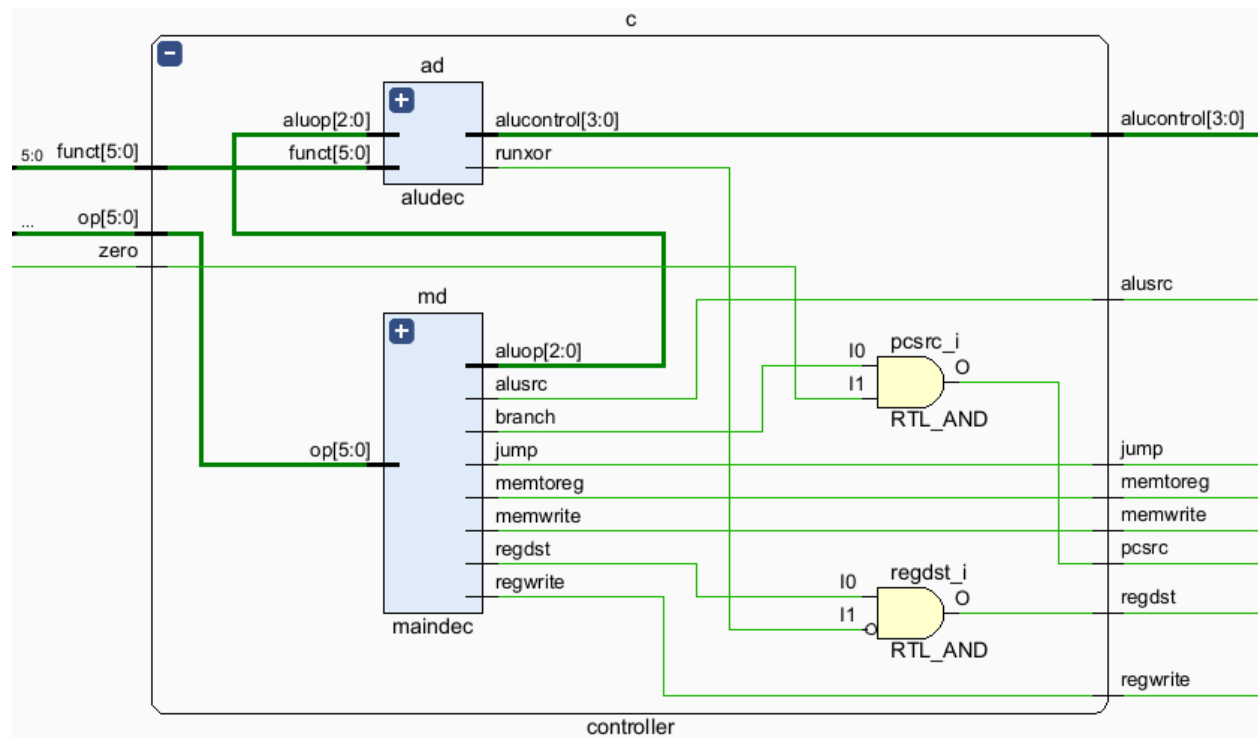 c
ad
aluop[2:0]
alucontrol[3:0]
alucontrol[3:0]
5:0
funct[5:0]
funct[5:0]
runxor
aludec
...
op[5:0]
zero
md
alusrc
aluop[2:0]
alusrc
branch
pcsrc_i
I0
I1
O
RTL_AND
op[5:0]
jump
jump
memtoreg
memtoreg
memwrite
memwrite
regdst
pcsrc
regwrite
regdst_i
I0
I1
O
RTL_AND
regdst
maindec
regwrite
controller